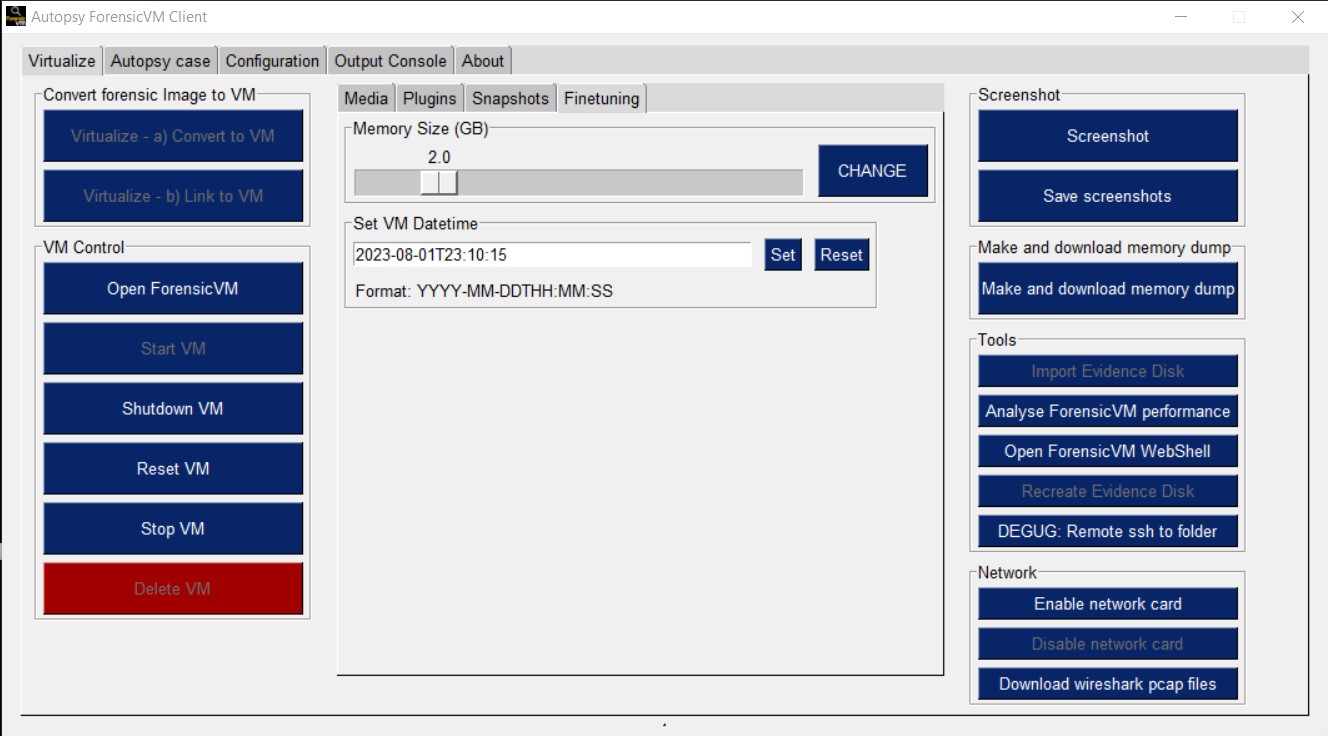 Autopsy ForensicVM Client
Virtualize Autopsy case Configuration Output Console About
Convert forensic Image to VM
Virtualize - a) Convert to VM
Virtualize - b) Link to VM
VM Control
Open ForensicVM
Start VM
Shutdown VM
Reset VM
Stop VM
Delete VM
Media Plugins Snapshots Finetuning
Memory Size (GB)
2.0
CHANGE
Set VM Datetime
2023-08-01T23:10:15
Set
Reset
Format: YYYY-MM-DDTHH:MM:SS
Screenshot
Screenshot
Save screenshots
Make and download memory dump
Make and download memory dump
Tools
Import Evidence Disk
Analyse ForensicVM performance
Open ForensicVM WebShell
Recreate Evidence Disk
DEGUG: Remote ssh to folder
Network
Enable network card
Disable network card
Download wireshark pcap files